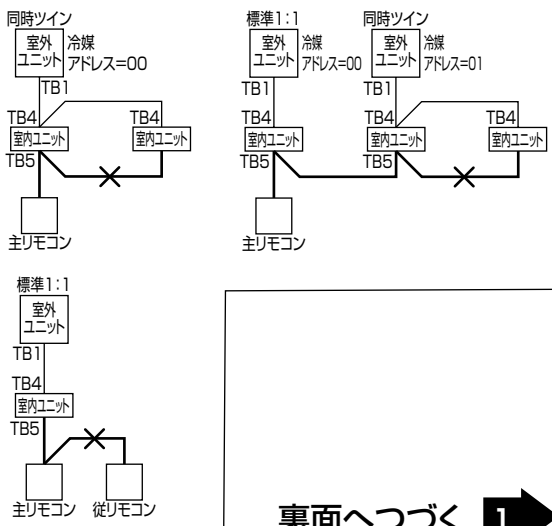 同時ツイン
室外
ユニット
冷媒
アドレス=00
TB1
TB4
TB4
室内ユニット
室内ユニット
TB5
主リモコン
標準1:1
同時ツイン
室外
ユニット
冷媒
アドレス=00
室外
ユニット
冷媒
アドレス=01
TB1
TB1
TB4
TB4
TB4
室内ユニット
室内ユニット
室内ユニット
TB5
TB5
主リモコン
標準1:1
室外
ユニット
TB1
TB4
室内ユニット
TB5
主リモコン
従リモコン
裏面へつづく 1